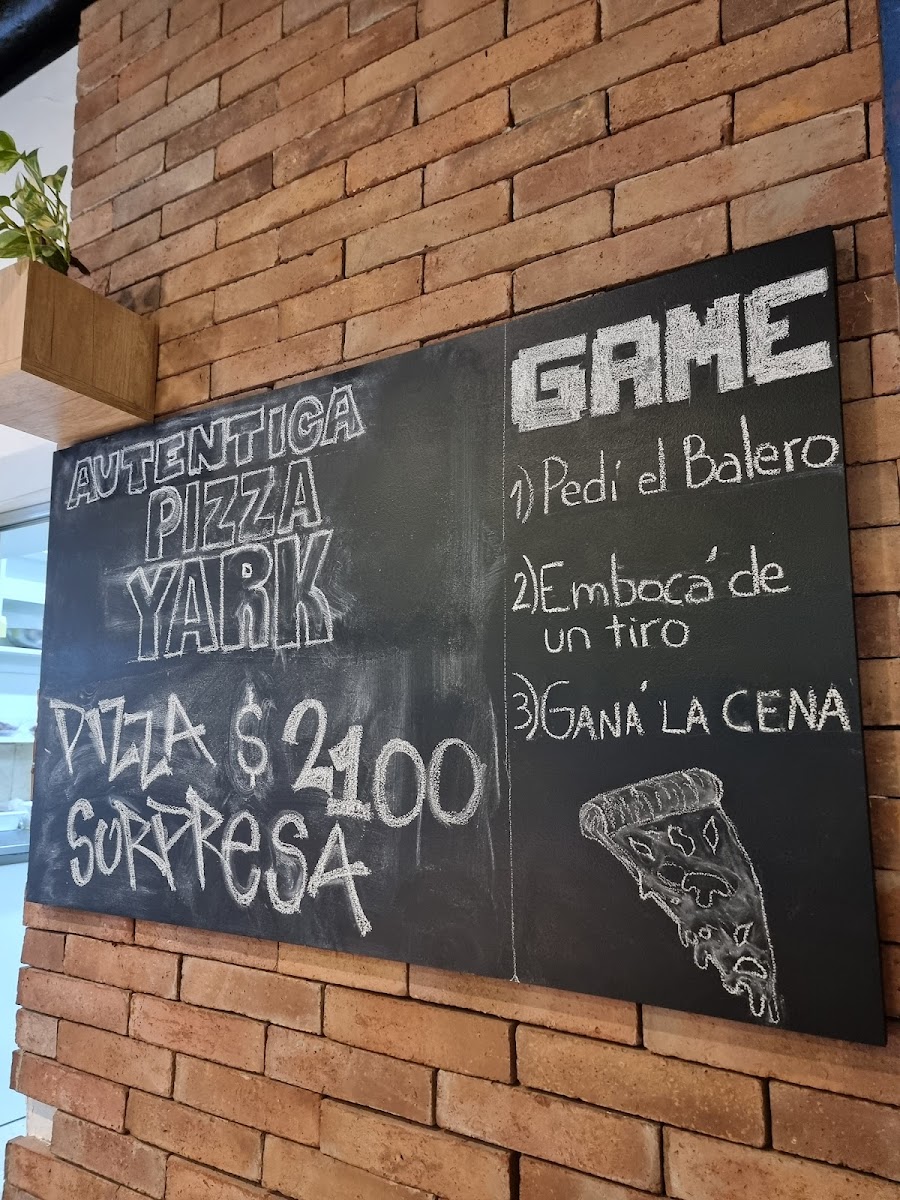 AUTENTICA
PIZZA
YARK
PIZZA $ 2100
SORPRESA
GAME
1) Pedí el Balero
2) Embocá de
un tiro
3) GANÁ LA CENA